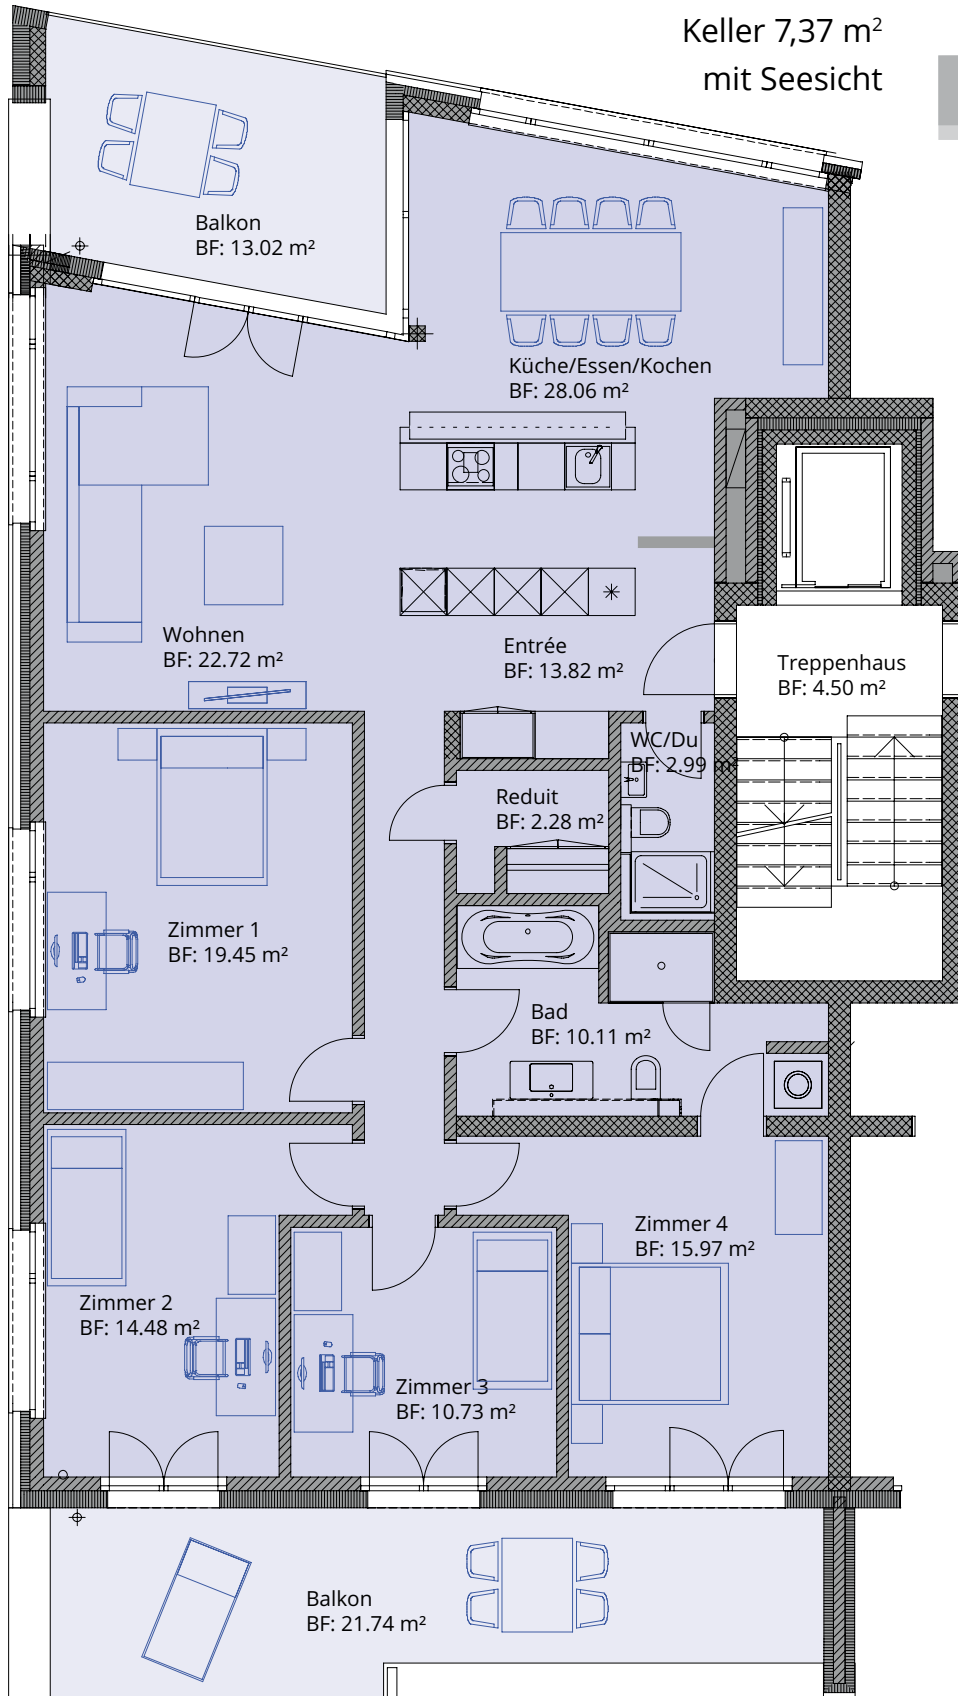 Keller 7,37 m²
mit Seesicht
Balkon
BF: 13.02 m²
Küche/Essen/Kochen
BF: 28.06 m²
Wohnen
BF: 22.72 m²
Entrée
BF: 13.82 m²
Treppenhaus
BF: 4.50 m²
WC/Du
BF: 2.99 m²
Reduit
BF: 2.28 m²
Zimmer 1
BF: 19.45 m²
Bad
BF: 10.11 m²
Zimmer 4
BF: 15.97 m²
Zimmer 2
BF: 14.48 m²
Zimmer 3
BF: 10.73 m²
Balkon
BF: 21.74 m²